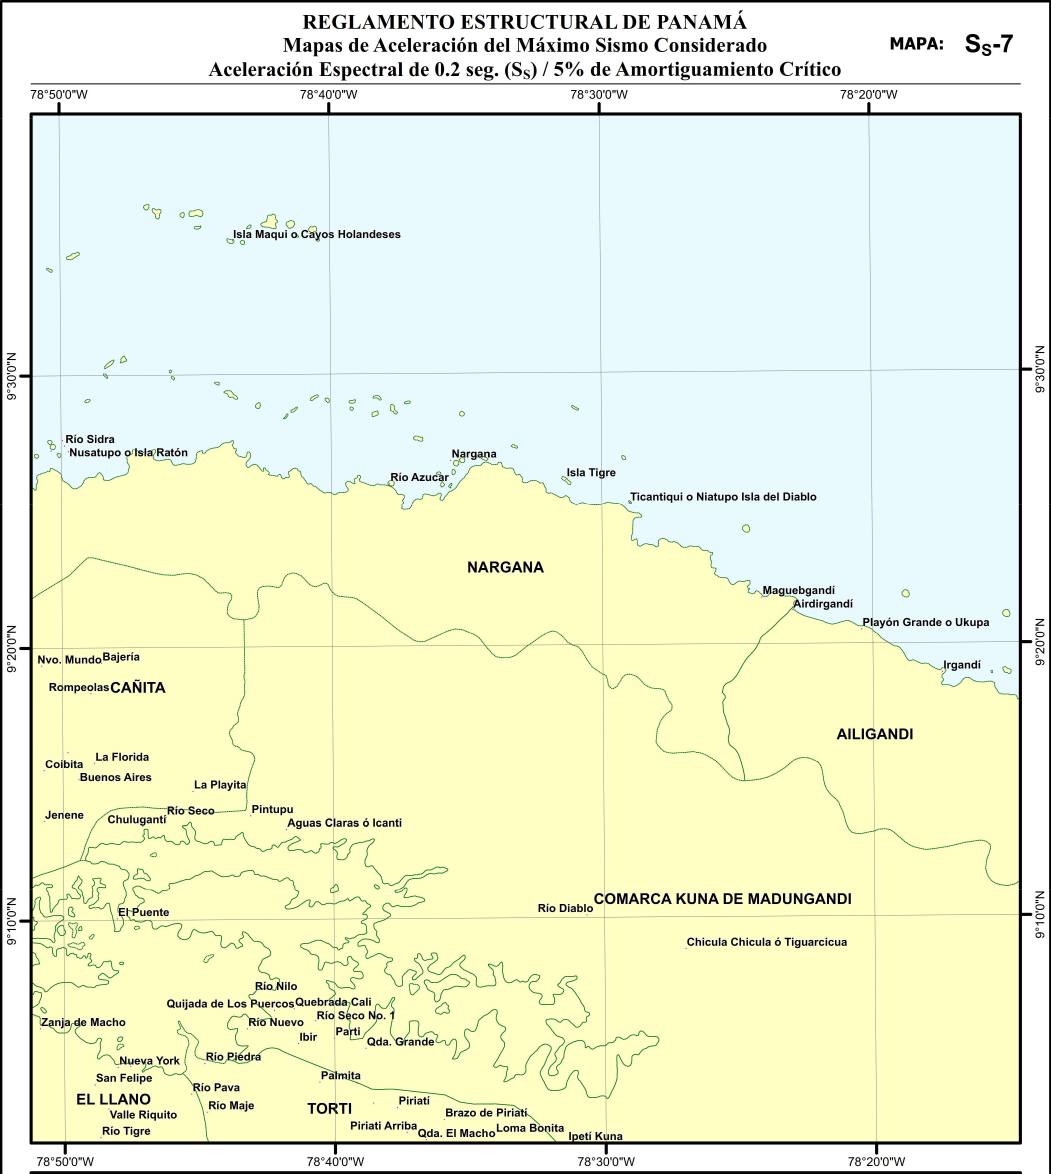 REGLAMENTO ESTRUCTURAL DE PANAMÁ
Mapas de Aceleración del Máximo Sismo Considerado
MAPA: SS-7
Aceleración Espectral de 0.2 seg. (SS) / 5% de Amortiguamiento Crítico
78°50'0"W 78°40'0"W 78°30'0"W 78°20'0"W
Isla Maqui o Cayos Holandeses
9°30'0"N 9°30'0"N
Río Sidra
Nusatupo o Isla Ratón
Nargana
Río Azucar
Isla Tigre
Ticantiqui o Niatupo Isla del Diablo
NARGANA
Maguebgandí
Airdirgandí
Playón Grande o Ukupa
9°20'0"N 9°20'0"N
Nvo. Mundo Bajería
Irgandí
Rompeolas CAÑITA
AILIGANDI
La Florida
Coibita
Buenos Aires
La Playita
Jenene
Chulugantí
Río Seco
Pintupu
Aguas Claras ó Icanti
COMARCA KUNA DE MADUNGANDI
Río Diablo
El Puente
9°10'0"N 9°10'0"N
Chicula Chicula ó Tiguarcicua
Río Nilo
Quijada de Los Puercos Quebrada Cali
Río Seco No. 1
Zanja de Macho
Río Nuevo
Parti
Ibir
Qda. Grande
Nueva York
Río Piedra
San Felipe
Palmita
Río Pava
EL LLANO
Piriatí
Río Maje
TORTI
Valle Riquito
Brazo de Piriatí
Río Tigre
Piriati Arriba
Qda. El Macho
Loma Bonita
Ipetí Kuna
78°50'0"W 78°40'0"W 78°30'0"W 78°20'0"W